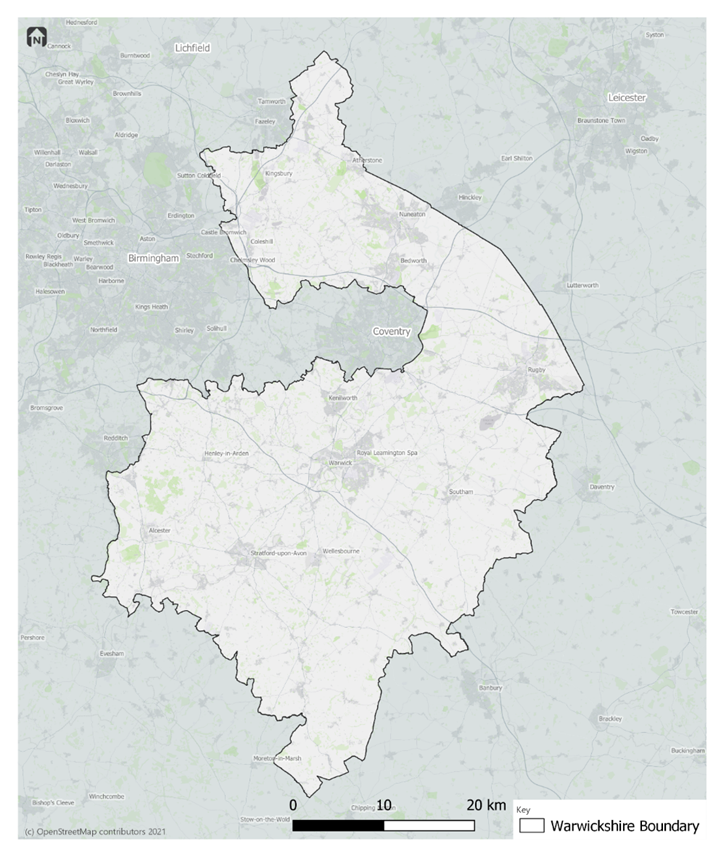 N
Hednesford
Cannock
Lichfield
Syston
Burntwood
Cheslyn Hay
Great Wyrley
Brownhills
Tamworth
Leicester
Fazeley
Bloxwich
Braunstone Town
Aldridge
Oadby
Willenhall
Walsall
Wigston
Darlaston
Atherstone
Earl Shilton
Sutton Coldfield
Kingsbury
Wednesbury
Hinckley
Tipton
Erdington
Nuneaton
West Bromwich
Castle Bromwich
Oldbury
Smethwick
Aston
Coleshill
Rowley Regis
Warley
Birmingham
Stechford
Chelmsley Wood
Bedworth
Blackheath
Bearwood
Harborne
Halesowen
Lutterworth
Kings Heath
Northfield
Shirley
Solihull
Coventry
Rugby
Kenilworth
Bromsgrove
Redditch
Henley-in-Arden
Royal Leamington Spa
Warwick
Southam
Daventry
Alcester
Stratford-upon-Avon
Wellesbourne
Towcester
Pershore
Evesham
Banbury
Brackley
Buckingham
Moreton-in-Marsh
Winchcombe
Bishop's Cleeve
Chipping
Stow-on-the-Wold
0 10 20 km
Key
Warwickshire Boundary
(c) OpenStreetMap contributors 2021